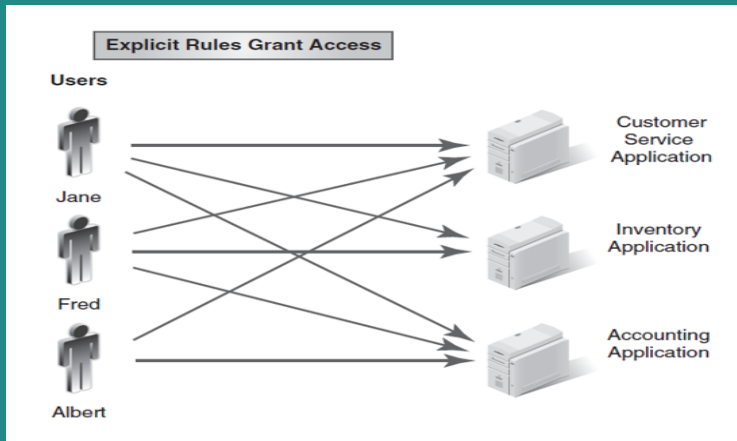 Explicit Rules Grant Access
Users
Jane
Fred
Albert
Customer
Service
Application
Inventory
Application
Accounting
Application